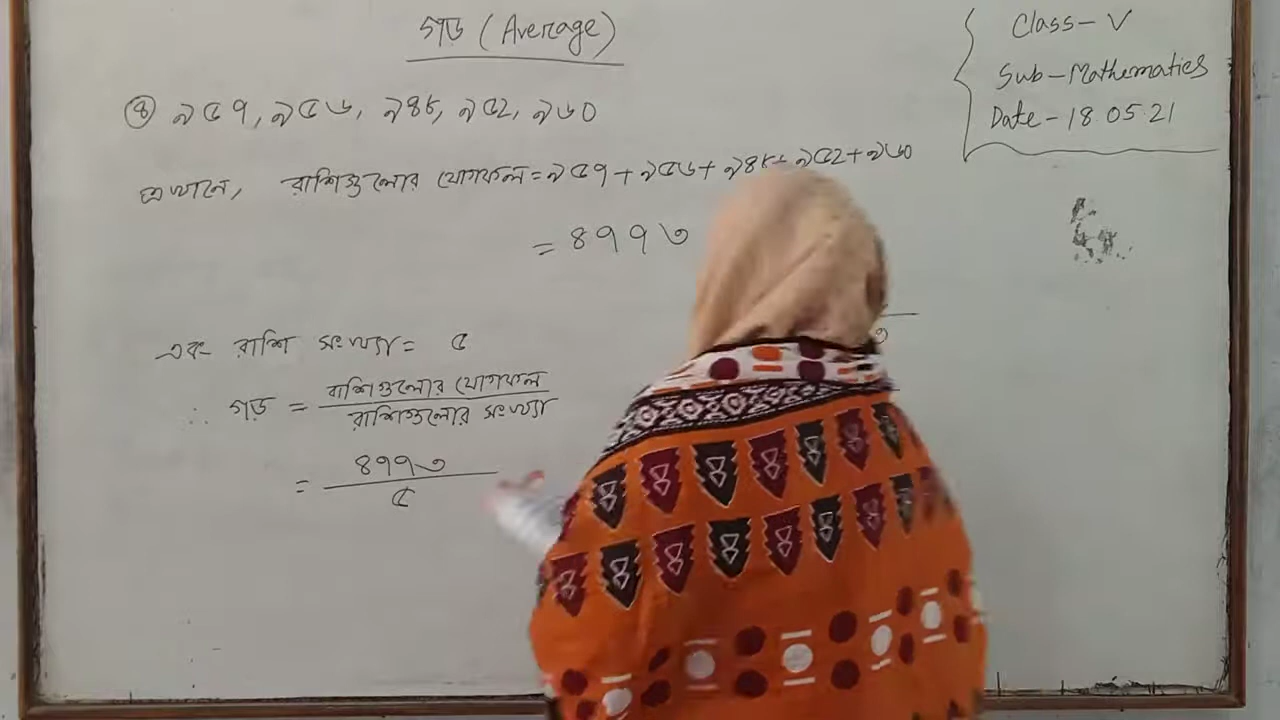 গড় (Average)
Class-V
Sub-Mathematics
Date-18.05.21
④ ৯৫৭, ৯৫৬, ৯৪৮, ৯৫২, ৯৬০
এখানে, রাশিগুলোর যোগফল=৯৫৭+৯৫৬+৯৪৮+৯৫২+৯৬০
= ৪৭৭৩
এবং রাশি সংখ্যা= ৫
∴ গড় = রাশিগুলোর যোগফল
রাশিগুলোর সংখ্যা
= ৪৭৭৩
৫